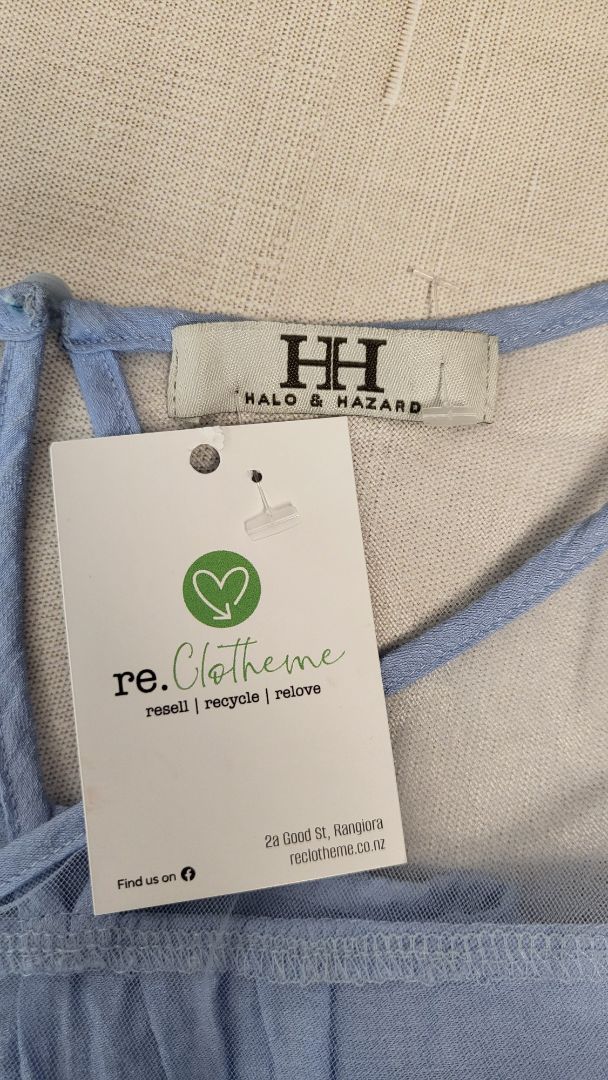 HH
HALO & HAZARD
re.Clotheme
resell | recycle | relove
2a Good St, Rangiora
reclotheme.co.nz
Find us on